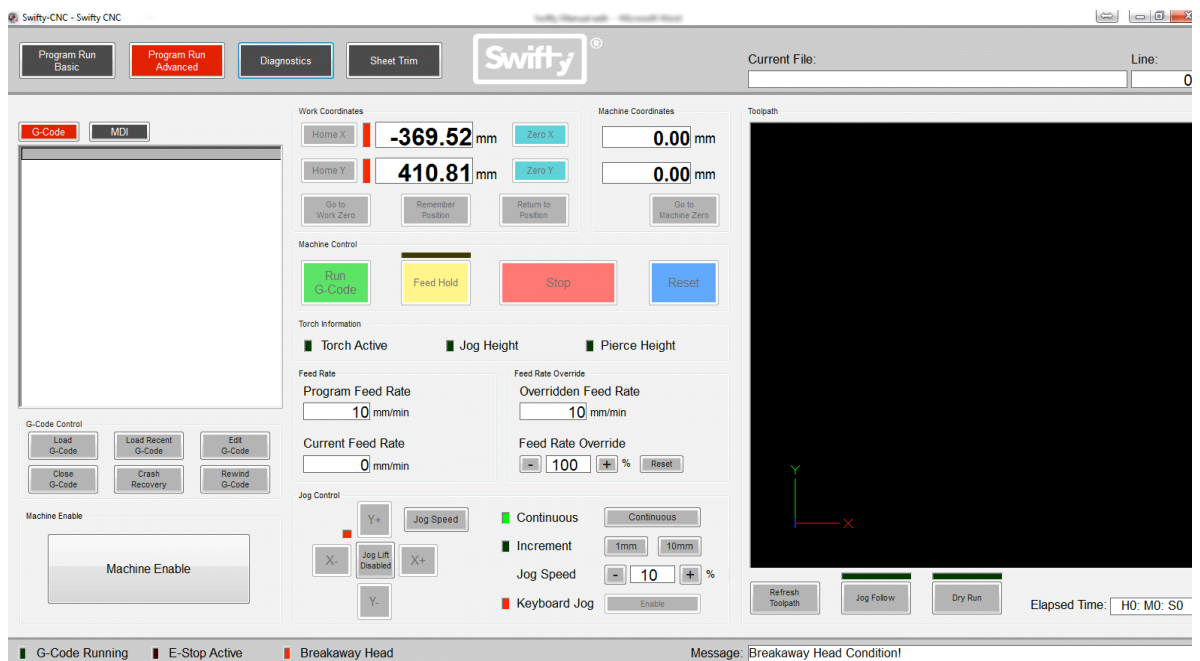 Swifty-CNC - Swifty CNC
Swifty Manual edit - Microsoft Word
Program Run
Basic
Program Run
Advanced
Diagnostics
Sheet Trim
Swifty®
Current File:
Line:
0
G-Code
MDI
Work Coordinates
Home X
-369.52 mm
Zero X
Home Y
410.81 mm
Zero Y
Go to
Work Zero
Remember
Position
Return to
Position
Machine Coordinates
0.00 mm
0.00 mm
Go to
Machine Zero
Toolpath
Y
X
Machine Control
Run
G-Code
Feed Hold
Stop
Reset
Torch Information
Torch Active
Jog Height
Pierce Height
Feed Rate
Program Feed Rate
10 mm/min
Current Feed Rate
0 mm/min
Feed Rate Override
Overridden Feed Rate
10 mm/min
Feed Rate Override
- 100 + % Reset
G-Code Control
Load
G-Code
Load Recent
G-Code
Edit
G-Code
Close
G-Code
Crash
Recovery
Rewind
G-Code
Machine Enable
Machine Enable
Jog Control
Y+
Jog Speed
X-
Jog Lift
Disabled
X+
Y-
Continuous
Continuous
Increment
1mm
10mm
Jog Speed
- 10 + %
Keyboard Jog
Enable
Refresh
Toolpath
Jog Follow
Dry Run
Elapsed Time: H0: M0: S0
G-Code Running
E-Stop Active
Breakaway Head
Message: Breakaway Head Condition!